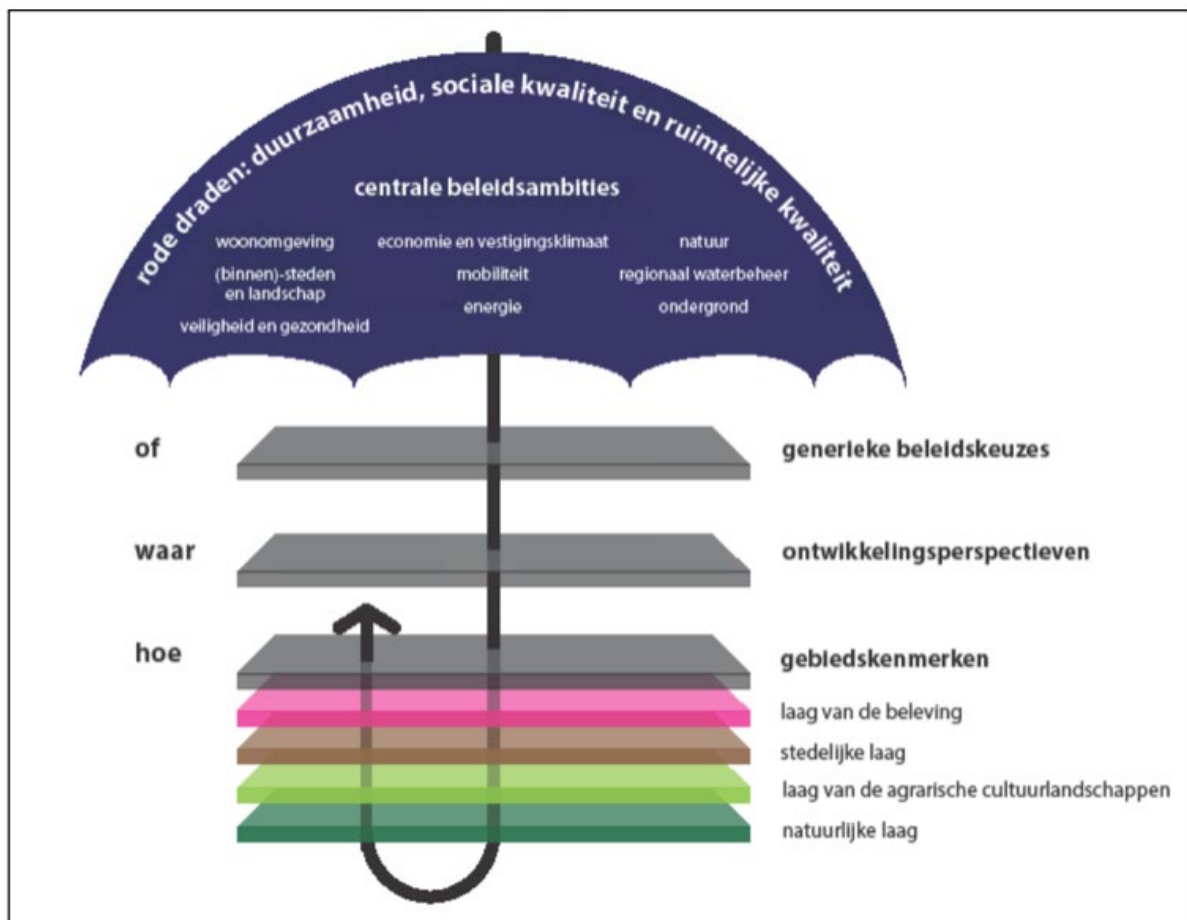 rode draden: duurzaamheid, sociale kwaliteit en ruimtelijke kwaliteit
centrale beleidsambities
woonomgeving
(binnen)-steden
en landschap
veiligheid en gezondheid
economie en vestigingsklimaat
mobiliteit
energie
natuur
regionaal waterbeheer
ondergrond
of
generieke beleidskeuzes
waar
ontwikkelingsperspectieven
hoe
gebiedskenmerken
laag van de beleving
stedelijke laag
laag van de agrarische cultuurlandschappen
natuurlijke laag